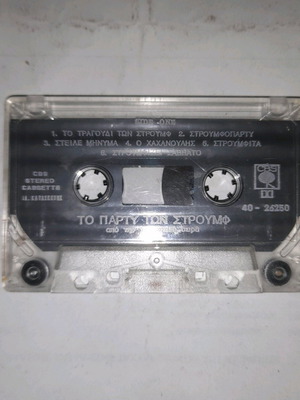 SIDE - ONE
1. ΤΟ ΤΡΑΓΟΥΔΙ ΤΩΝ ΣΤΡΟΥΜΦ 2. ΣΤΡΟΥΜΦΟΠΑΡΤΥ
3. ΣΤΕΙΛΕ ΜΗΝΥΜΑ 4. Ο ΧΑΧΑΝΟΥΛΗΣ 5. ΣΤΡΟΥΜΦΙΤΑ
CBS
STEREO
CASSETTE
40 - 26250
ΤΟ ΠΑΡΤΥ ΤΩΝ ΣΤΡΟΥΜΦ
από